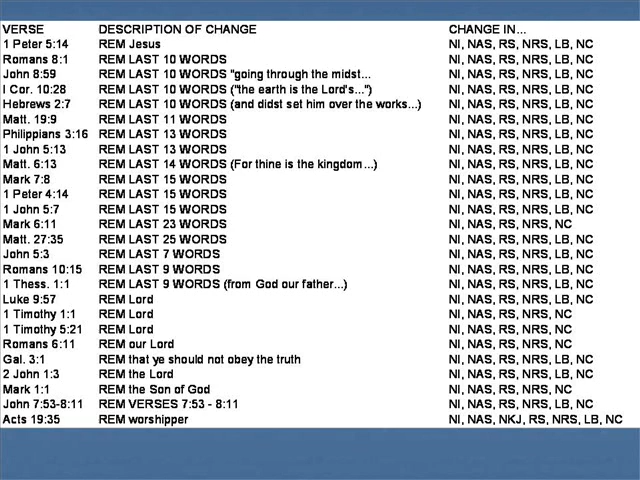 VERSE DESCRIPTION OF CHANGE CHANGE IN...
1 Peter 5:14 REM Jesus NI, NAS, RS, NRS, LB, NC
Romans 8:1 REM LAST 10 WORDS NI, NAS, RS, NRS, LB, NC
John 8:59 REM LAST 10 WORDS "going through the midst... NI, NAS, RS, NRS, LB, NC
I Cor. 10:28 REM LAST 10 WORDS ("the earth is the Lord's...") NI, NAS, RS, NRS, LB, NC
Hebrews 2:7 REM LAST 10 WORDS (and didst set him over the works...) NI, NAS, RS, NRS, LB, NC
Matt. 19:9 REM LAST 11 WORDS NI, NAS, RS, NRS, LB, NC
Philippians 3:16 REM LAST 13 WORDS NI, NAS, RS, NRS, LB, NC
1 John 5:13 REM LAST 13 WORDS NI, NAS, RS, NRS, LB, NC
Matt. 6:13 REM LAST 14 WORDS (For thine is the kingdom...) NI, NAS, RS, NRS, LB, NC
Mark 7:8 REM LAST 15 WORDS NI, NAS, RS, NRS, LB, NC
1 Peter 4:14 REM LAST 15 WORDS NI, NAS, RS, NRS, LB, NC
1 John 5:7 REM LAST 15 WORDS NI, NAS, RS, NRS, LB, NC
Mark 6:11 REM LAST 23 WORDS NI, NAS, RS, NRS, NC
Matt. 27:35 REM LAST 25 WORDS NI, NAS, RS, NRS, LB, NC
John 5:3 REM LAST 7 WORDS NI, NAS, RS, NRS, LB, NC
Romans 10:15 REM LAST 9 WORDS NI, NAS, RS, NRS, LB, NC
1 Thess. 1:1 REM LAST 9 WORDS (from God our father...) NI, NAS, RS, NRS, LB, NC
Luke 9:57 REM Lord NI, NAS, RS, NRS, LB, NC
1 Timothy 1:1 REM Lord NI, NAS, RS, NRS, NC
1 Timothy 5:21 REM Lord NI, NAS, RS, NRS, NC
Romans 6:11 REM our Lord NI, NAS, RS, NRS, NC
Gal. 3:1 REM that ye should not obey the truth NI, NAS, RS, NRS, LB, NC
2 John 1:3 REM the Lord NI, NAS, RS, NRS, LB, NC
Mark 1:1 REM the Son of God NI, NAS, RS, NRS, NC
John 7:53-8:11 REM VERSES 7:53 - 8:11 NI, NAS, RS, NRS, LB, NC
Acts 19:35 REM worshipper NI, NAS, NKJ, RS, NRS, LB, NC